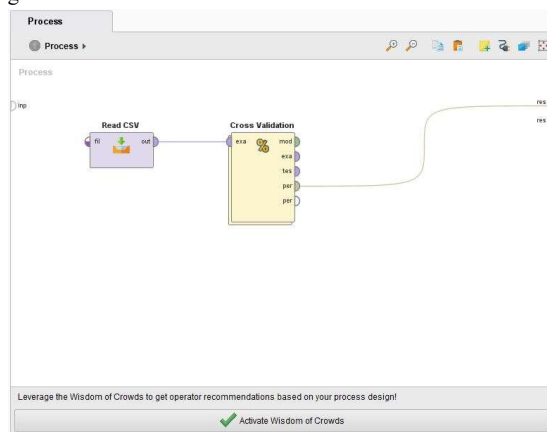 g
Process
Process
Process
inp
res
res
Read CSV
fil
out
Cross Validation
exa
mod
exa
tes
per
per
Leverage the Wisdom of Crowds to get operator recommendations based on your process design!
Activate Wisdom of Crowds